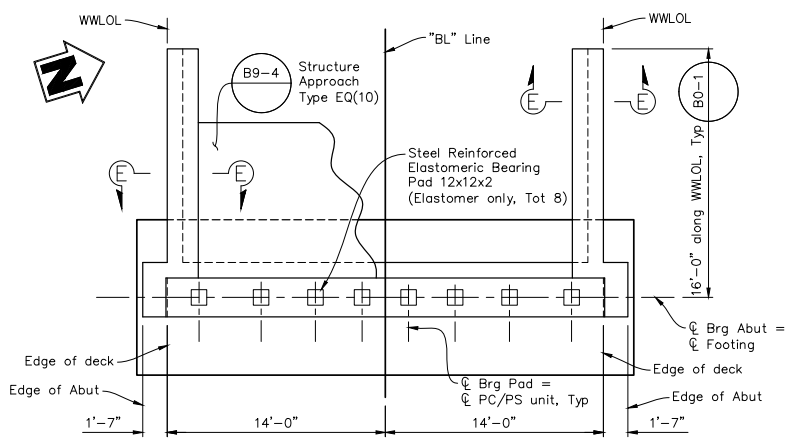 WWLOL
"BL" Line
WWLOL
N
B9-4
Structure
Approach
Type EQ(10)
E
E
B0-1
16'-0" along WWLOL, Typ
Steel Reinforced
Elastomeric Bearing
Pad 12x12x2
(Elastomer only, Tot 8)
E
E
℄ Brg Abut =
℄ Footing
Edge of deck
Edge of deck
Edge of Abut
℄ Brg Pad =
℄ PC/PS unit, Typ
Edge of Abut
1'-7"
14'-0"
14'-0"
1'-7"